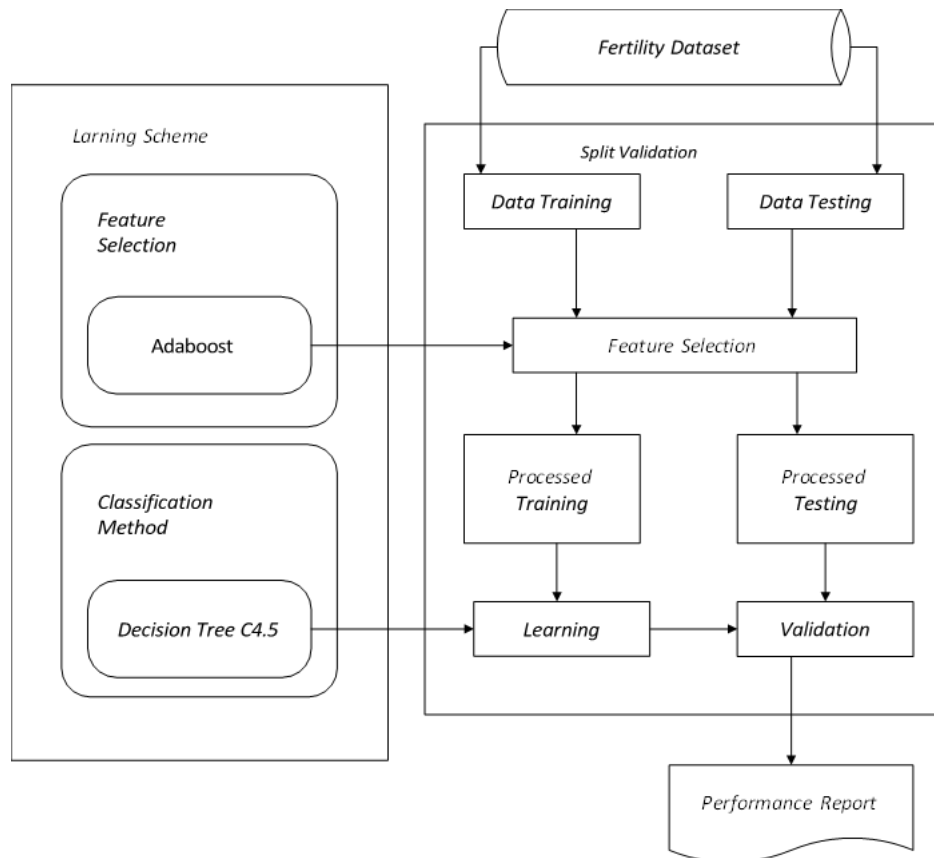 Fertility Dataset
Larning Scheme
Feature
Selection
Adaboost
Classification
Method
Decision Tree C4.5
Split Validation
Data Training
Data Testing
Feature Selection
Processed
Training
Processed
Testing
Learning
Validation
Performance Report